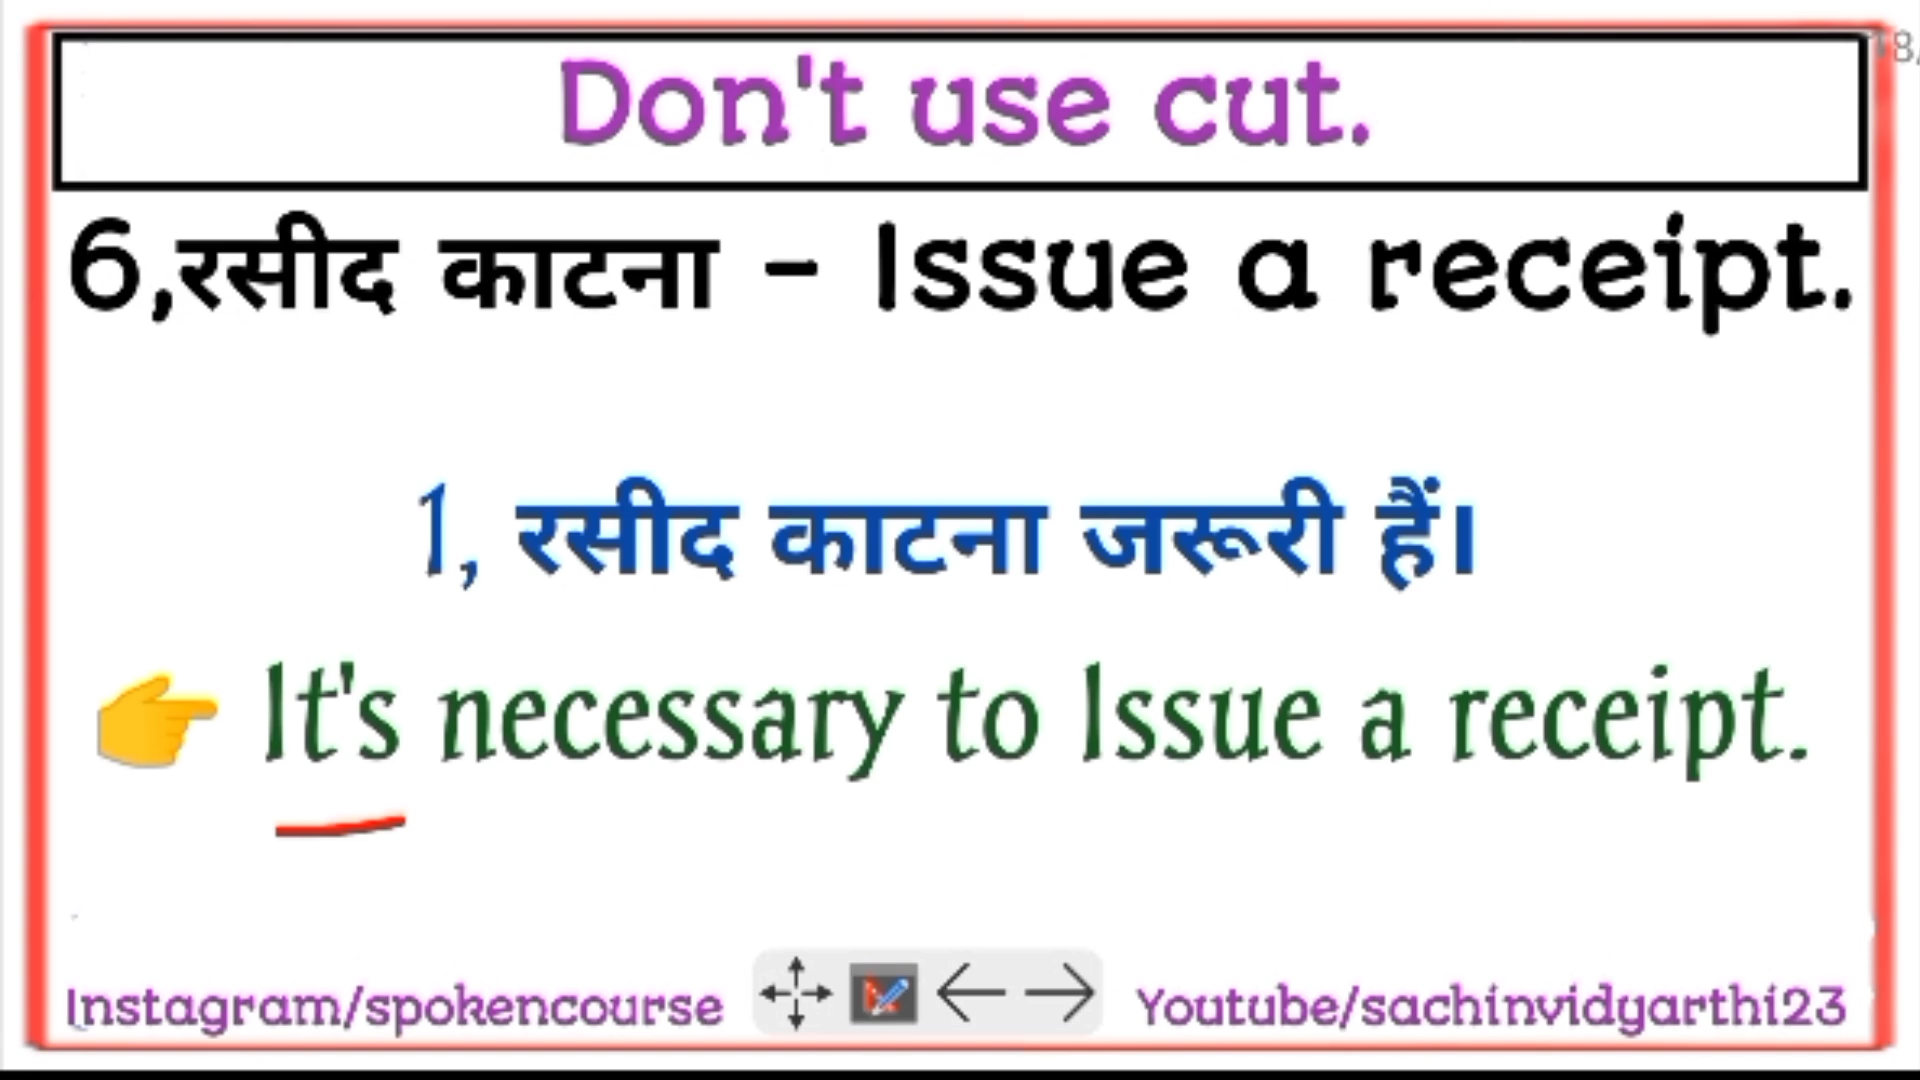 Don't use cut.
6,रसीद काटना - Issue a receipt.
1, रसीद काटना जरूरी हैं।
👉 It's necessary to Issue a receipt.
Instagram/spokencourse
Youtube/sachinvidyarthi23